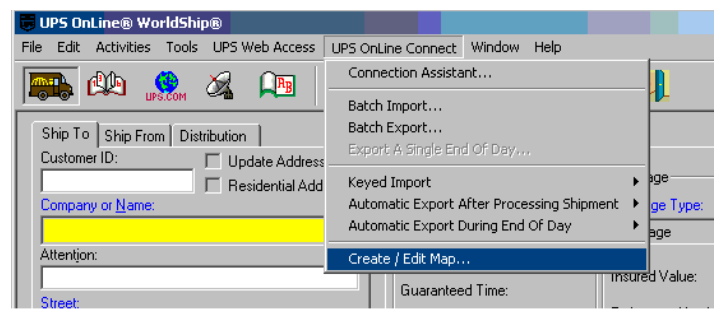 UPS OnLine® WorldShip®
File Edit Activities Tools UPS Web Access UPS OnLine Connect Window Help
Connection Assistant...
UPS.COM
Batch Import...
Batch Export...
Export A Single End Of Day...
Ship To Ship From Distribution
Customer ID: Update Address
Residential Add
Keyed Import
Automatic Export After Processing Shipment
Automatic Export During End Of Day
age
ge Type:
age
Company or Name:
Create / Edit Map...
Attention:
Insured Value:
Guaranteed Time:
Street: